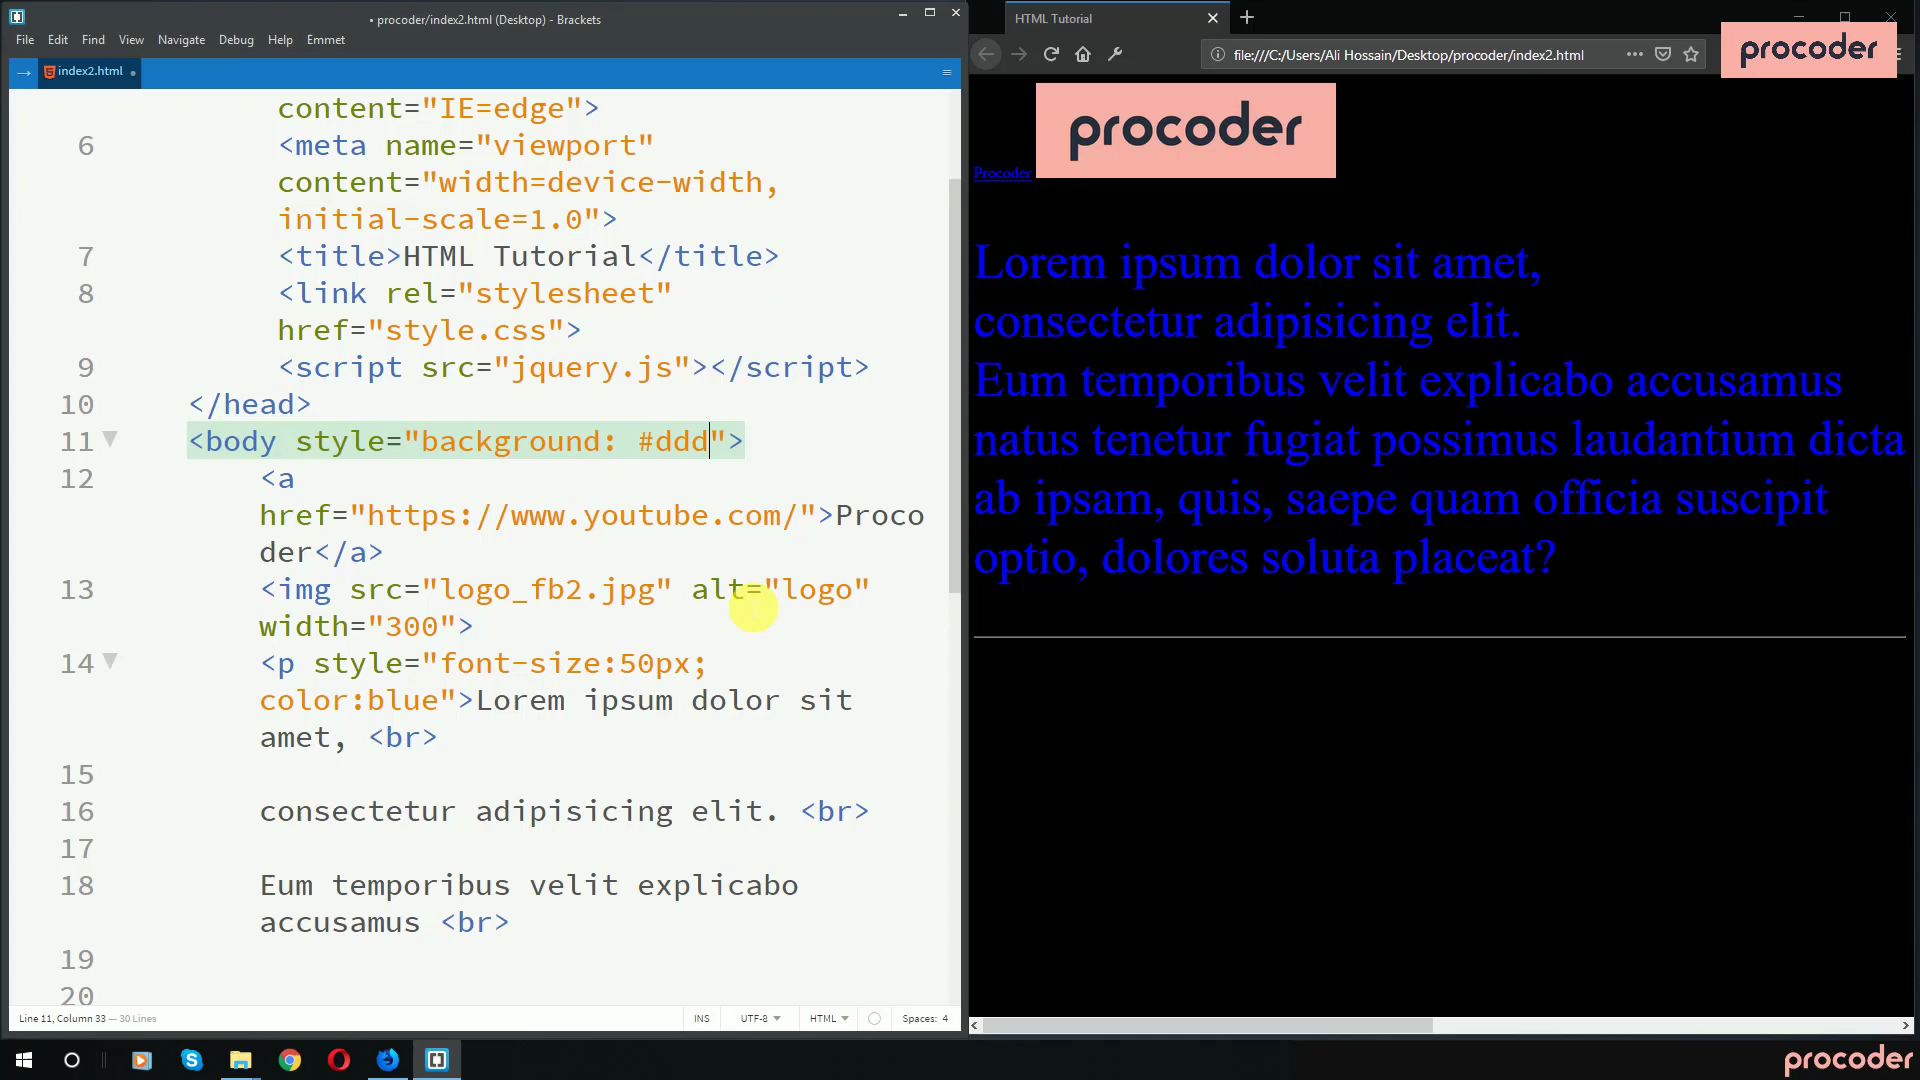 • procoder/index2.html (Desktop) - Brackets
File Edit Find View Navigate Debug Help Emmet
index2.html
content="IE=edge">
6 <meta name="viewport"
content="width=device-width,
initial-scale=1.0">
7 <title>HTML Tutorial</title>
8 <link rel="stylesheet"
href="style.css">
9 <script src="jquery.js"></script>
10 </head>
11 <body style="background: #ddd">
12 <a
href="https://www.youtube.com/">Proco
der</a>
13 <img src="logo_fb2.jpg" alt="logo"
width="300">
14 <p style="font-size:50px;
color:blue">Lorem ipsum dolor sit
amet, <br>
15
16 consectetur adipisicing elit. <br>
17
18 Eum temporibus velit explicabo
accusamus <br>
19
20
Line 11, Column 33 — 30 Lines
INS UTF-8 HTML Spaces: 4
HTML Tutorial
file:///C:/Users/Ali Hossain/Desktop/procoder/index2.html
procoder
procoder
Procoder
Lorem ipsum dolor sit amet,
consectetur adipisicing elit.
Eum temporibus velit explicabo accusamus
natus tenetur fugiat possimus laudantium dicta
ab ipsam, quis, saepe quam officia suscipit
optio, dolores soluta placeat?
procoder